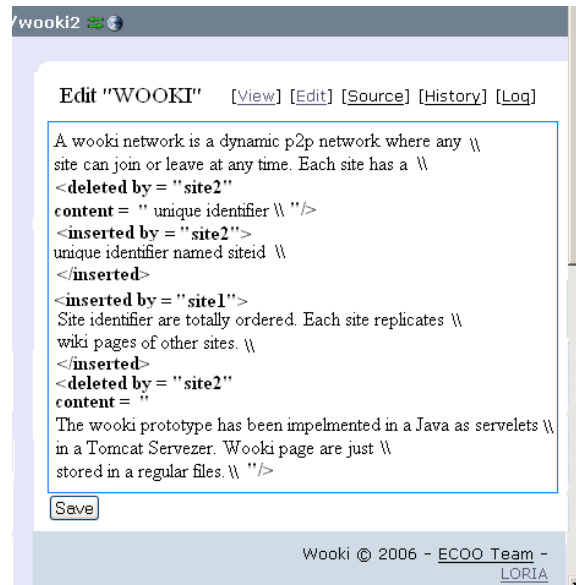 /wooki2
Edit "WOOKI" [View] [Edit] [Source] [History] [Log]
A wooki network is a dynamic p2p network where any \\
site can join or leave at any time. Each site has a \\
<deleted by = "site2"
content = " unique identifier \\ "/>
<inserted by = "site2">
unique identifier named siteid \\
</inserted>
<inserted by = "site1">
Site identifier are totally ordered. Each site replicates \\
wiki pages of other sites. \\
</inserted>
<deleted by = "site2"
content = "
The wooki prototype has been impelmented in a Java as servelets \\
in a Tomcat Servezer. Wooki page are just \\
stored in a regular files. \\ "/>
Save
Wooki © 2006 - ECOO Team -
LORIA